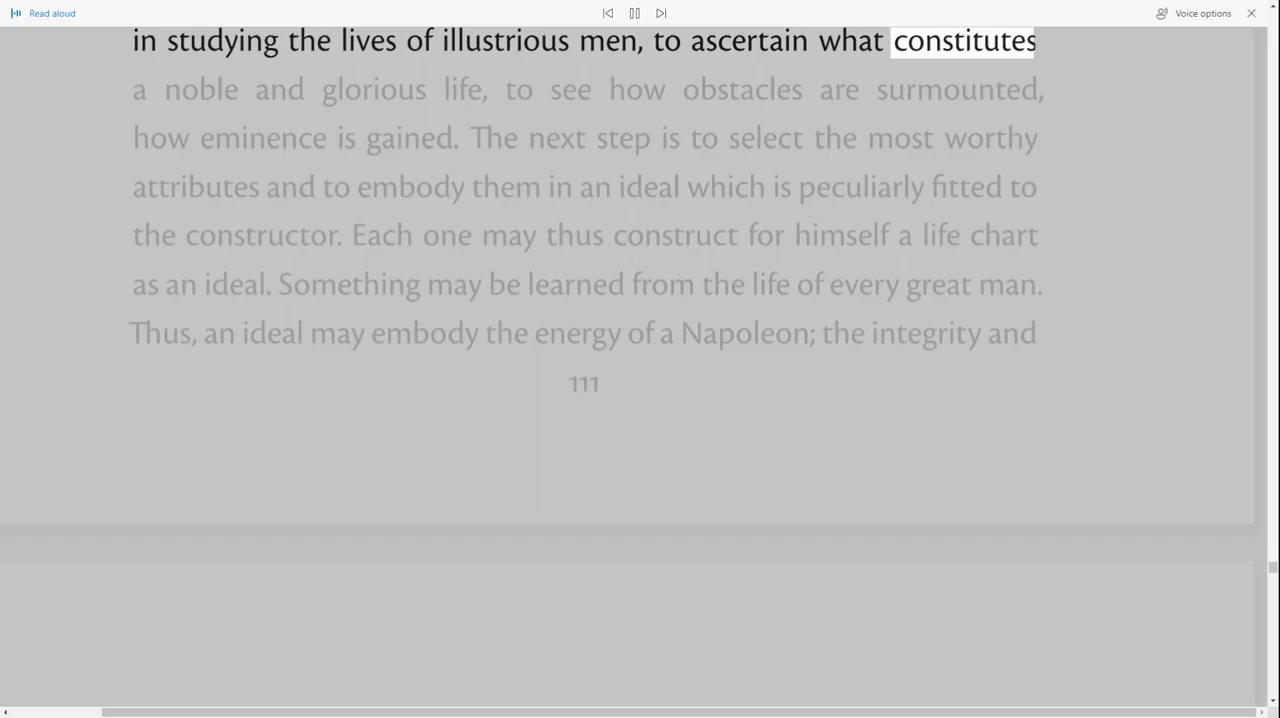 Read aloud
Voice options
in studying the lives of illustrious men, to ascertain what constitutes
a noble and glorious life, to see how obstacles are surmounted,
how eminence is gained. The next step is to select the most worthy
attributes and to embody them in an ideal which is peculiarly fitted to
the constructor. Each one may thus construct for himself a life chart
as an ideal. Something may be learned from the life of every great man.
Thus, an ideal may embody the energy of a Napoleon; the integrity and
111